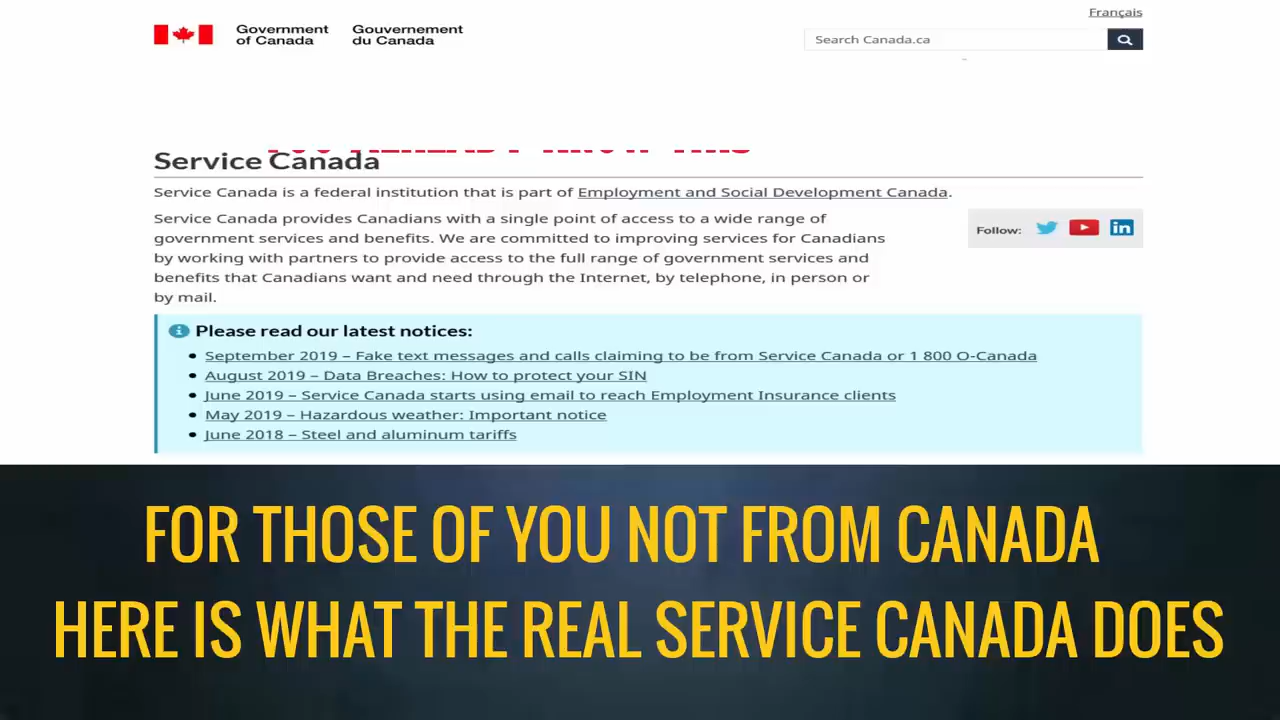 Français
Government of Canada
Gouvernement du Canada
Search Canada.ca
Service Canada
Service Canada is a federal institution that is part of Employment and Social Development Canada.
Service Canada provides Canadians with a single point of access to a wide range of
government services and benefits. We are committed to improving services for Canadians
by working with partners to provide access to the full range of government services and
benefits that Canadians want and need through the Internet, by telephone, in person or
by mail.
Follow:
Please read our latest notices:
September 2019 – Fake text messages and calls claiming to be from Service Canada or 1 800 O-Canada
August 2019 – Data Breaches: How to protect your SIN
June 2019 – Service Canada starts using email to reach Employment Insurance clients
May 2019 – Hazardous weather: Important notice
June 2018 – Steel and aluminum tariffs
FOR THOSE OF YOU NOT FROM CANADA
HERE IS WHAT THE REAL SERVICE CANADA DOES